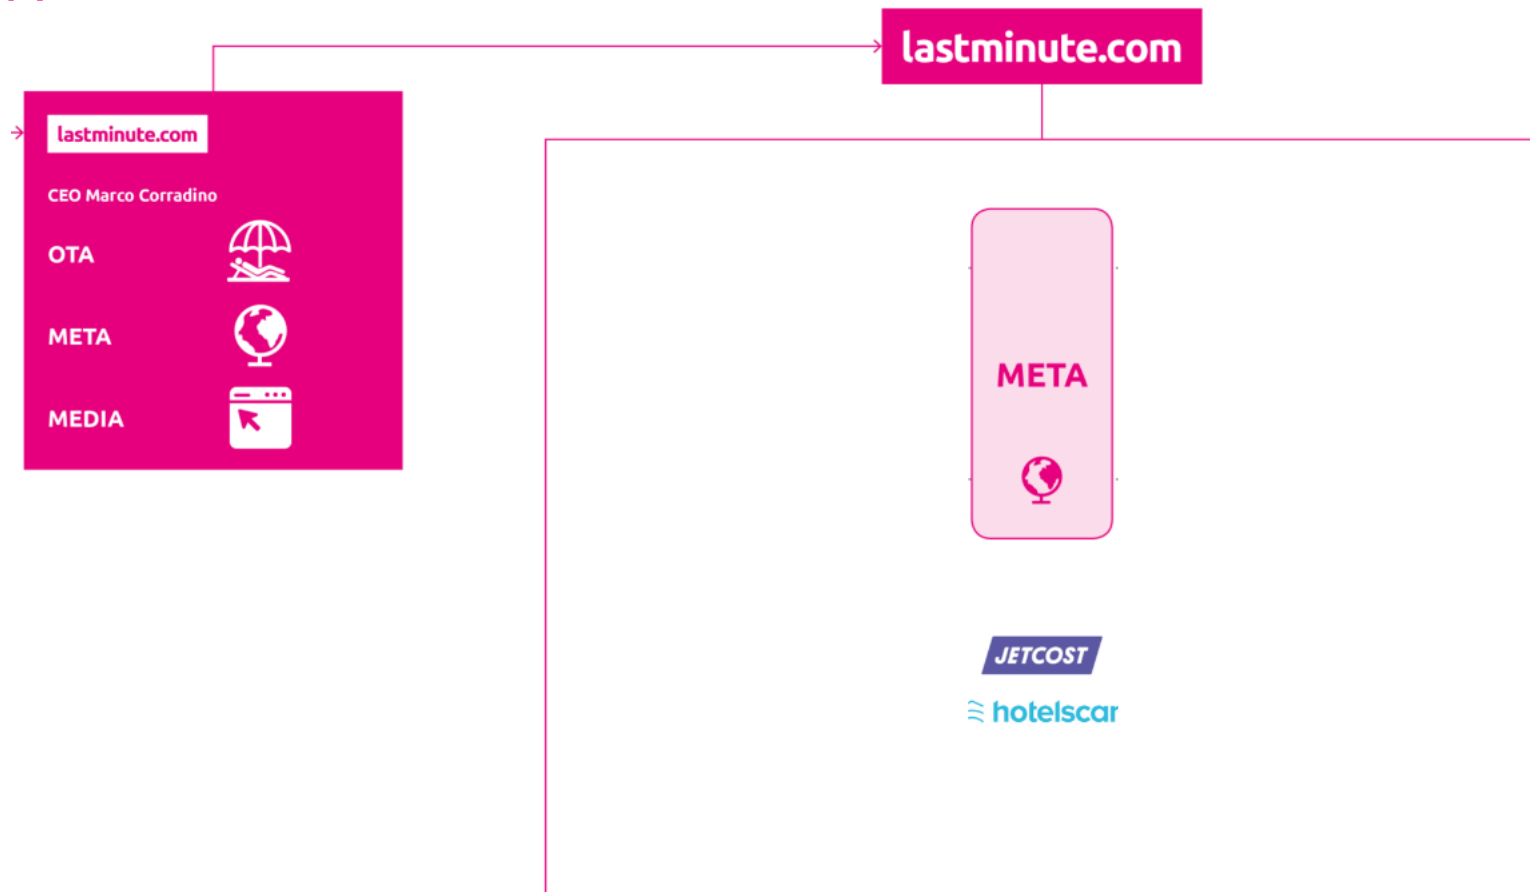 lastminute.com
lastminute.com
CEO Marco Corradino
OTA
META
MEDIA
META
JETCOST
hotelscar